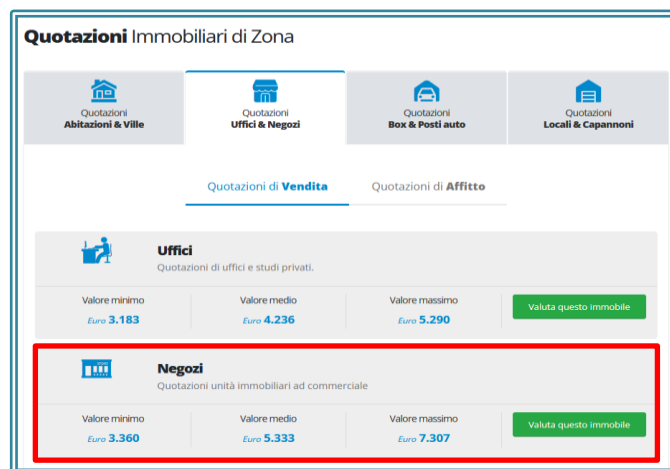 Quotazioni Immobiliari di Zona
Quotazioni
Abitazioni & Ville
Quotazioni
Uffici & Negozi
Quotazioni
Box & Posti auto
Quotazioni
Locali & Capannoni
Quotazioni di Vendita
Quotazioni di Affitto
Uffici
Quotazioni di uffici e studi privati.
Valore minimo
Euro 3.183
Valore medio
Euro 4.236
Valore massimo
Euro 5.290
Valuta questo immobile
Negozi
Quotazioni unità immobiliari ad commerciale
Valore minimo
Euro 3.360
Valore medio
Euro 5.333
Valore massimo
Euro 7.307
Valuta questo immobile